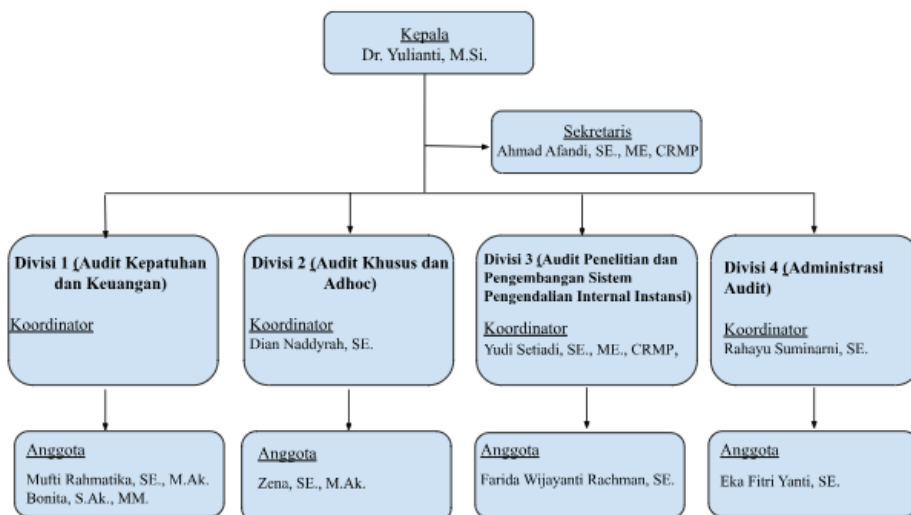 Kepala
Dr. Yulianti, M.Si.
Sekretaris
Ahmad Afandi, SE., ME, CRMP
Divisi 1 (Audit Kepatuhan
dan Keuangan)
Koordinator
Divisi 2 (Audit Khusus dan
Adhoc)
Koordinator
Dian Naddyrah, SE.
Divisi 3 (Audit Penelitian dan
Pengembangan Sistem
Pengendalian Internal Instansi)
Koordinator
Yudi Setiadi, SE., ME., CRMP,
Divisi 4 (Administrasi
Audit)
Koordinator
Rahayu Suminarni, SE.
Anggota
Mufti Rahmatika, SE., M.Ak.
Bonita, S.Ak., MM.
Anggota
Zena, SE., M.Ak.
Anggota
Farida Wijayanti Rachman, SE.
Anggota
Eka Fitri Yanti, SE.